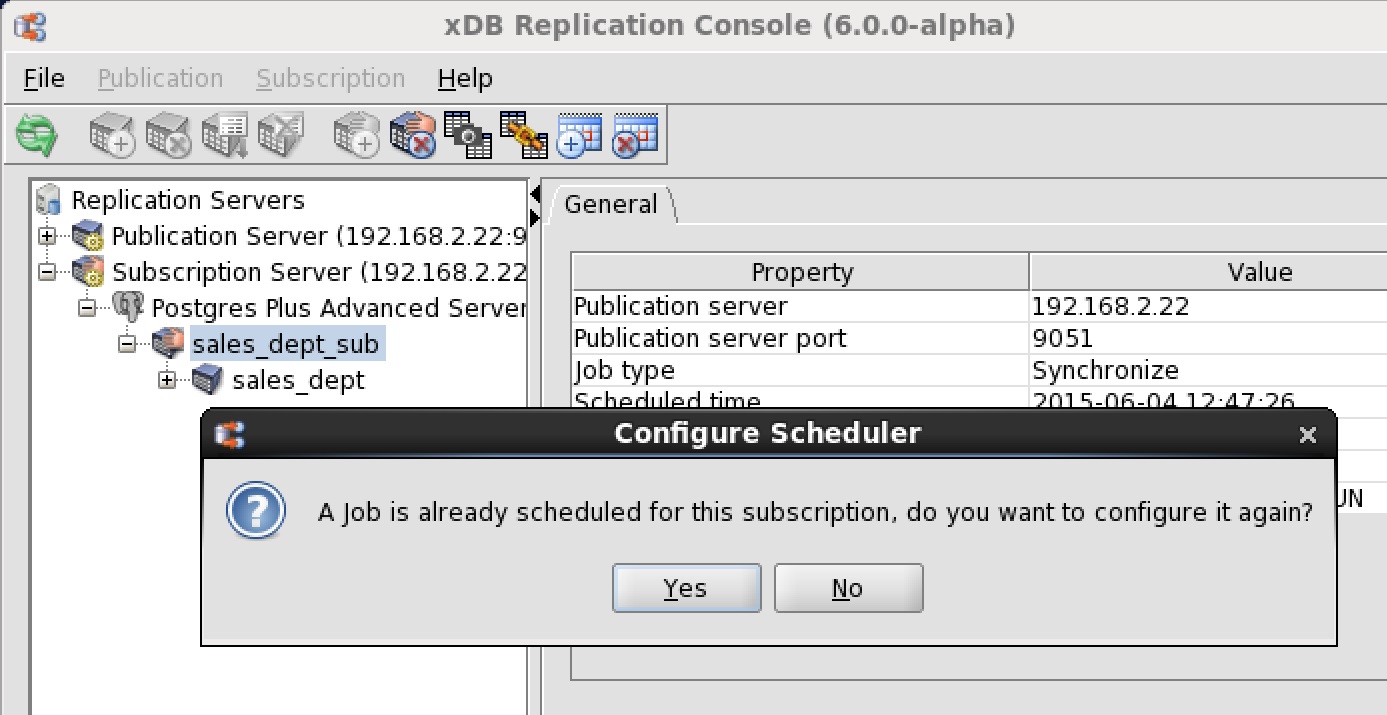 xDB Replication Console (6.0.0-alpha)
File Publication Subscription Help
Replication Servers
Publication Server (192.168.2.22:9
Subscription Server (192.168.2.22
Postgres Plus Advanced Server
sales_dept_sub
sales_dept
General
Property Value
Publication server 192.168.2.22
Publication server port 9051
Job type Synchronize
Scheduled time 2015-06-04 12:47:26
UN
Configure Scheduler
A Job is already scheduled for this subscription, do you want to configure it again?
Yes No